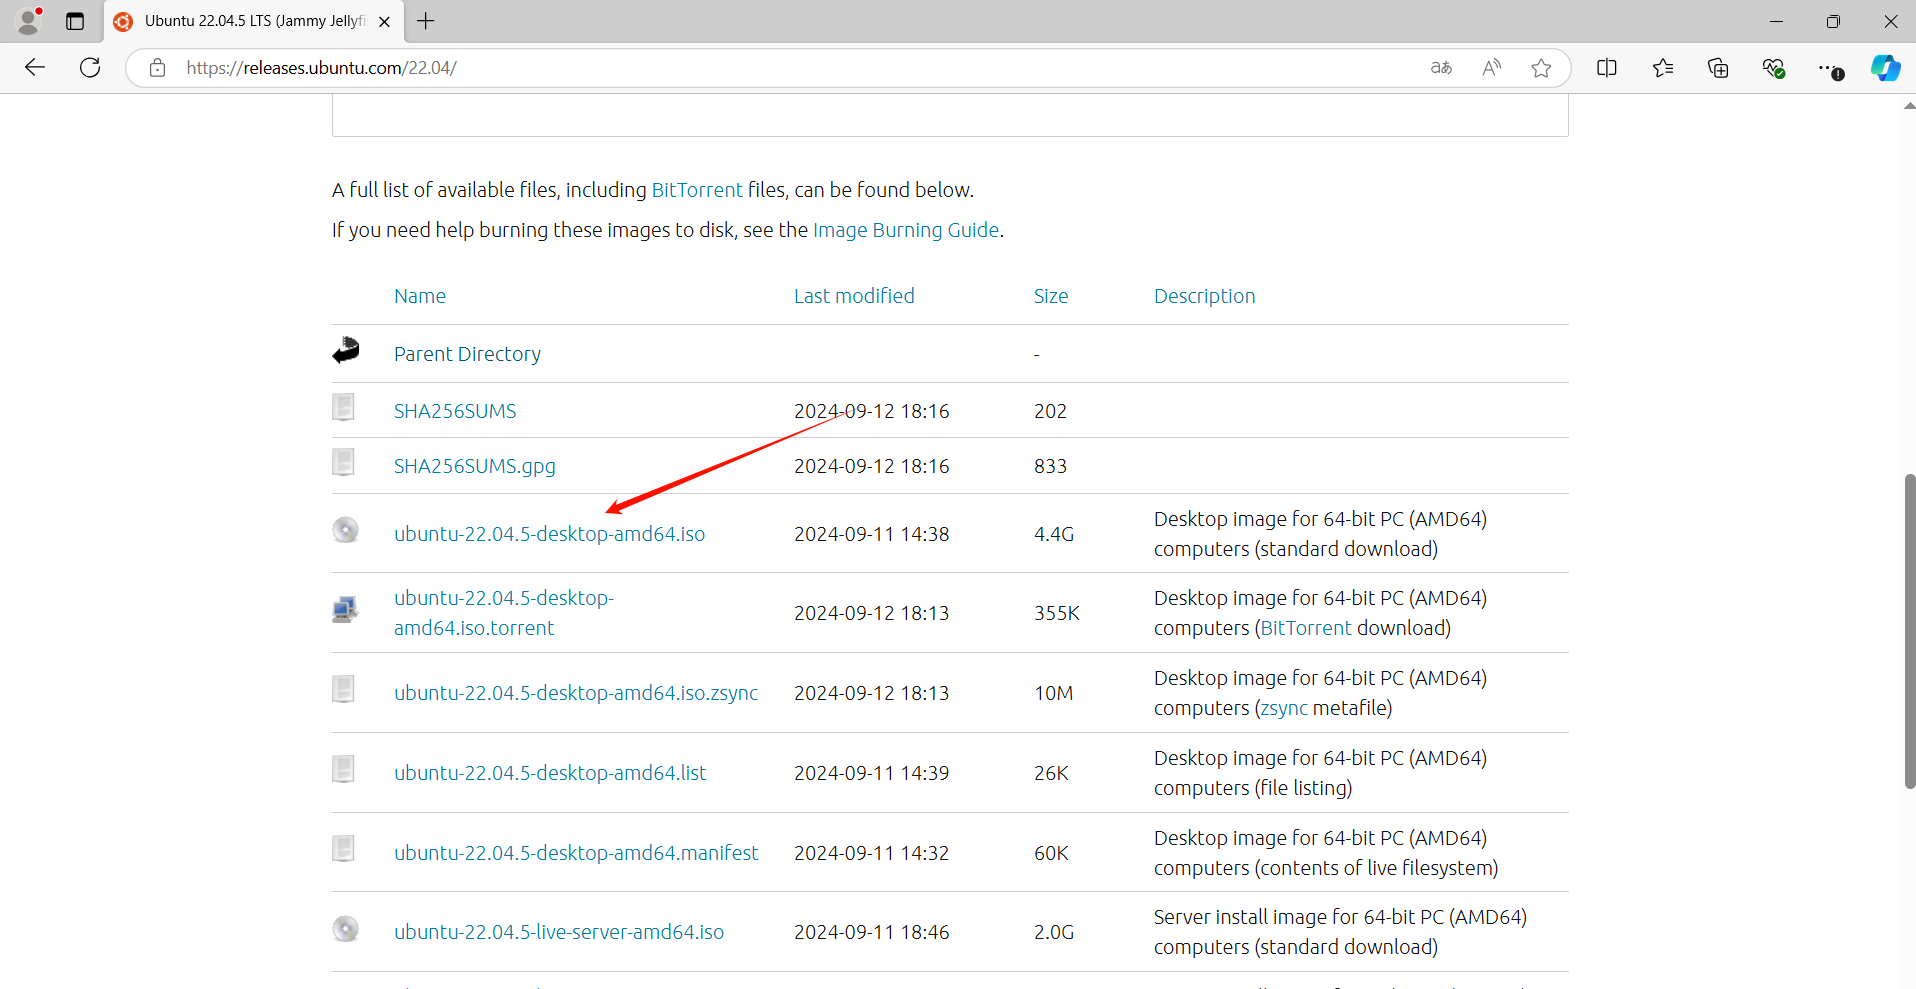 Ubuntu 22.04.5 LTS (Jammy Jellyfi
https://releases.ubuntu.com/22.04/
A full list of available files, including BitTorrent files, can be found below.
If you need help burning these images to disk, see the Image Burning Guide.
Name Last modified Size Description
Parent Directory -
SHA256SUMS 2024-09-12 18:16 202
SHA256SUMS.gpg 2024-09-12 18:16 833
ubuntu-22.04.5-desktop-amd64.iso 2024-09-11 14:38 4.4G Desktop image for 64-bit PC (AMD64)
computers (standard download)
ubuntu-22.04.5-desktop-
amd64.iso.torrent 2024-09-12 18:13 355K Desktop image for 64-bit PC (AMD64)
computers (BitTorrent download)
ubuntu-22.04.5-desktop-amd64.iso.zsync 2024-09-12 18:13 10M Desktop image for 64-bit PC (AMD64)
computers (zsync metafile)
ubuntu-22.04.5-desktop-amd64.list 2024-09-11 14:39 26K Desktop image for 64-bit PC (AMD64)
computers (file listing)
ubuntu-22.04.5-desktop-amd64.manifest 2024-09-11 14:32 60K Desktop image for 64-bit PC (AMD64)
computers (contents of live filesystem)
ubuntu-22.04.5-live-server-amd64.iso 2024-09-11 18:46 2.0G Server install image for 64-bit PC (AMD64)
computers (standard download)